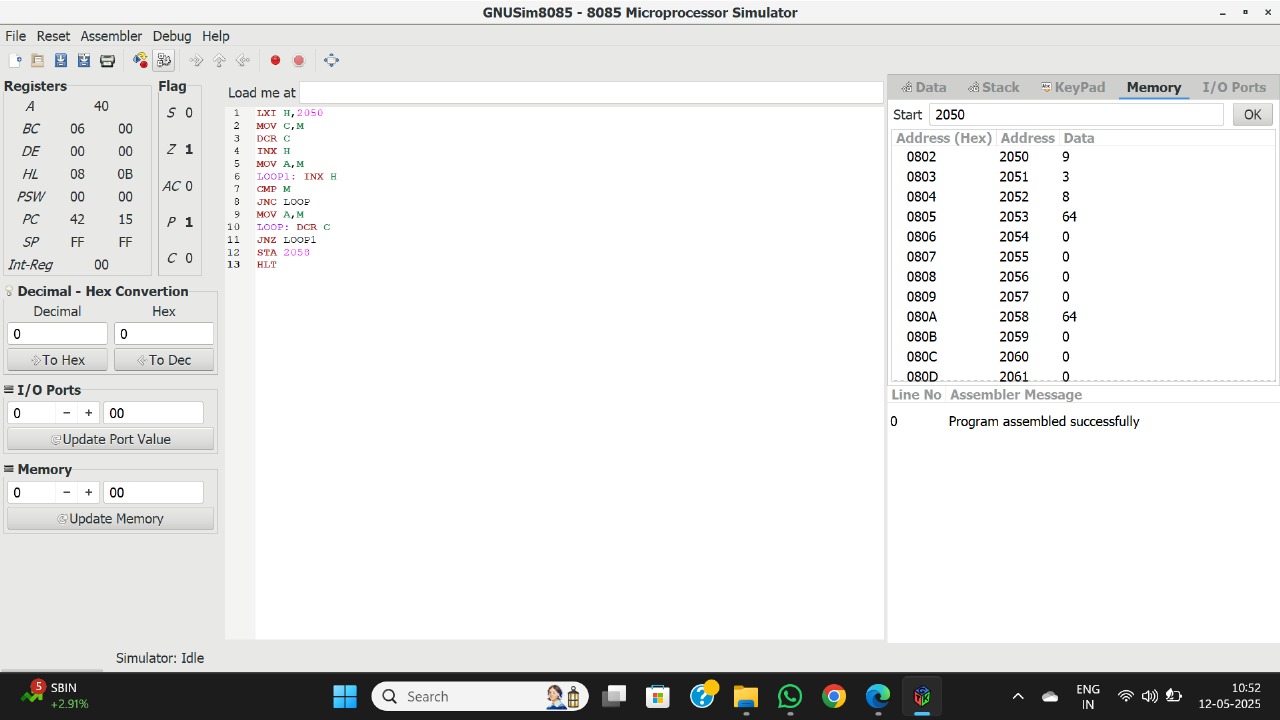 GNUSim8085 - 8085 Microprocessor Simulator
File Reset Assembler Debug Help
Registers
A 40
BC 06 00
DE 00 00
HL 08 0B
PSW 00 00
PC 42 15
SP FF FF
Int-Reg 00
Flag
S 0
Z 1
AC 0
P 1
C 0
Decimal - Hex Convertion
Decimal Hex
0 0
To Hex To Dec
I/O Ports
0 − + 00
Update Port Value
Memory
0 − + 00
Update Memory
Load me at
1 LXI H,2050
2 MOV C,M
3 DCR C
4 INX H
5 MOV A,M
6 LOOP1: INX H
7 CMP M
8 JNC LOOP
9 MOV A,M
10 LOOP: DCR C
11 JNZ LOOP1
12 STA 2058
13 HLT
Data Stack KeyPad Memory I/O Ports
Start 2050 OK
Address (Hex) Address Data
0802 2050 9
0803 2051 3
0804 2052 8
0805 2053 64
0806 2054 0
0807 2055 0
0808 2056 0
0809 2057 0
080A 2058 64
080B 2059 0
080C 2060 0
080D 2061 0
Line No Assembler Message
0 Program assembled successfully
Simulator: Idle
5 SBIN
+2.91%
Search
ENG
IN
10:52
12-05-2025